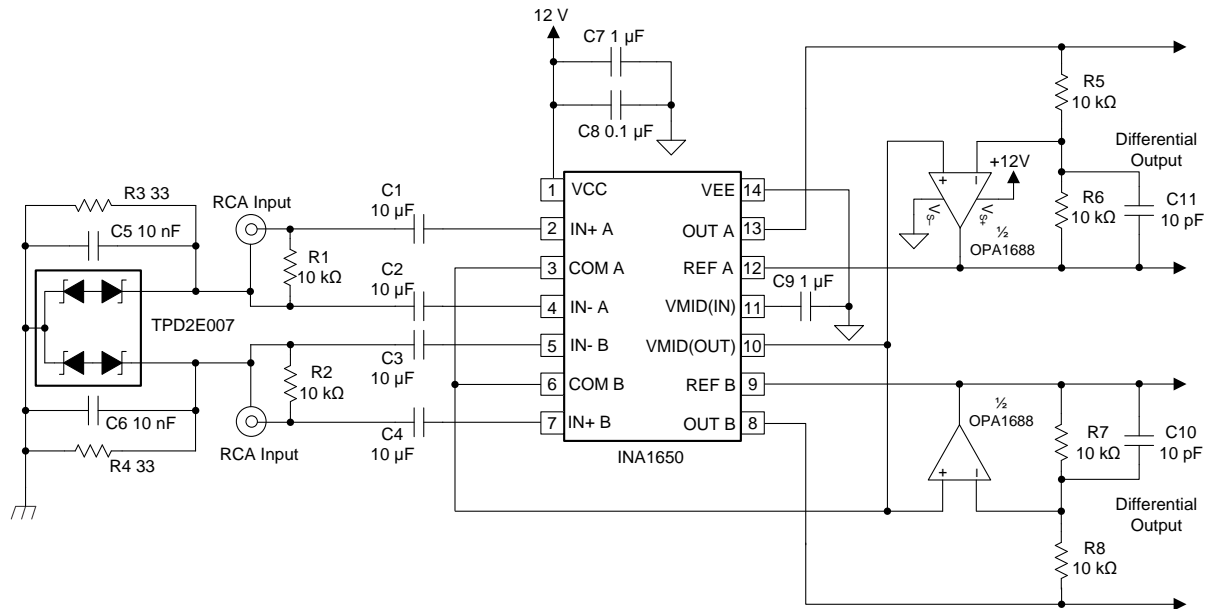 12 V
C7 1 µF
C8 0.1 µF
R3 33
C5 10 nF
TPD2E007
C6 10 nF
R4 33
RCA Input
R1
10 kΩ
R2
10 kΩ
RCA Input
C1
10 µF
C2
10 µF
C3
10 µF
C4
10 µF
1 VCC
2 IN+ A
3 COM A
4 IN- A
5 IN- B
6 COM B
7 IN+ B
VEE 14
OUT A 13
REF A 12
VMID(IN) 11
VMID(OUT) 10
REF B 9
OUT B 8
INA1650
C9 1 µF
R5
10 kΩ
Differential
Output
+12V
+ –
VS-
VS+
½
OPA1688
R6
10 kΩ
C11
10 pF
½
OPA1688
+ –
R7
10 kΩ
C10
10 pF
Differential
Output
R8
10 kΩ